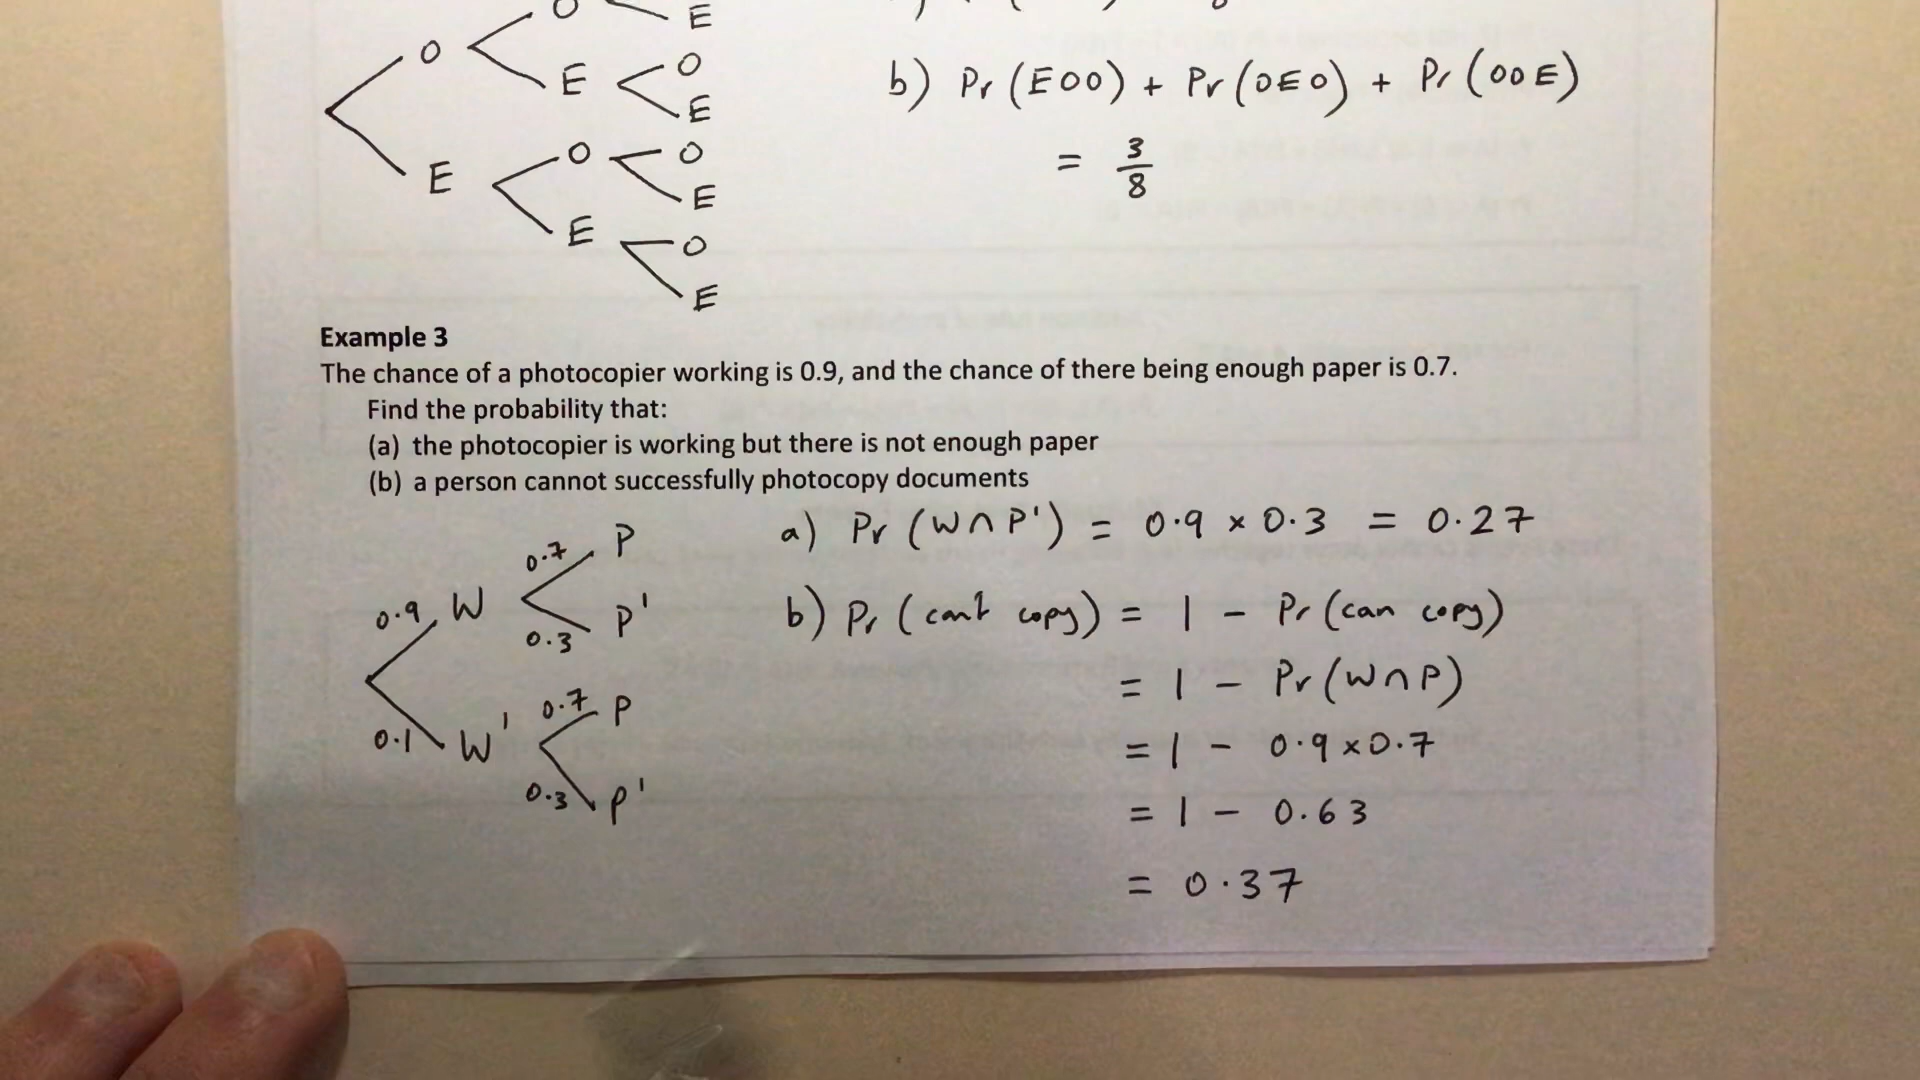 O
E
O
E
O
E
E
O
O
E
E
O
E
b) Pr (EOO) + Pr (OEO) + Pr (OOE)
= 3/8
Example 3
The chance of a photocopier working is 0.9, and the chance of there being enough paper is 0.7.
Find the probability that:
(a) the photocopier is working but there is not enough paper
(b) a person cannot successfully photocopy documents
0.9 W
0.7 P
0.3 P'
0.1 W'
0.7 P
0.3 P'
a) Pr (W∩P') = 0.9 × 0.3 = 0.27
b) Pr (can't copy) = 1 - Pr (can copy)
= 1 - Pr (W∩P)
= 1 - 0.9 × 0.7
= 1 - 0.63
= 0.37